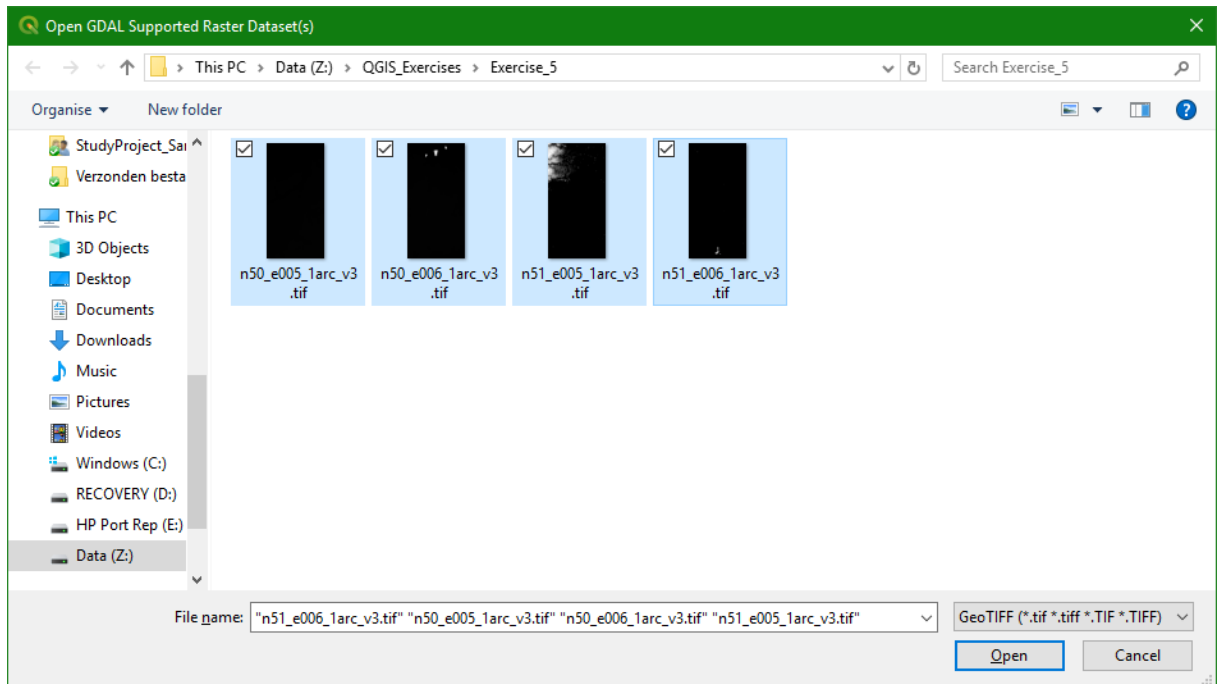 Open GDAL Supported Raster Dataset(s)
This PC > Data (Z:) > QGIS_Exercises > Exercise_5
Search Exercise_5
Organise
New folder
StudyProject_Sar
Verzonden besta
This PC
3D Objects
Desktop
Documents
Downloads
Music
Pictures
Videos
Windows (C:)
RECOVERY (D:)
HP Port Rep (E:)
Data (Z:)
n50_e005_1arc_v3
.tif
n50_e006_1arc_v3
.tif
n51_e005_1arc_v3
.tif
n51_e006_1arc_v3
.tif
File name: "n51_e006_1arc_v3.tif" "n50_e005_1arc_v3.tif" "n50_e006_1arc_v3.tif" "n51_e005_1arc_v3.tif"
GeoTIFF (*.tif *.tiff *.TIF *.TIFF)
Open
Cancel